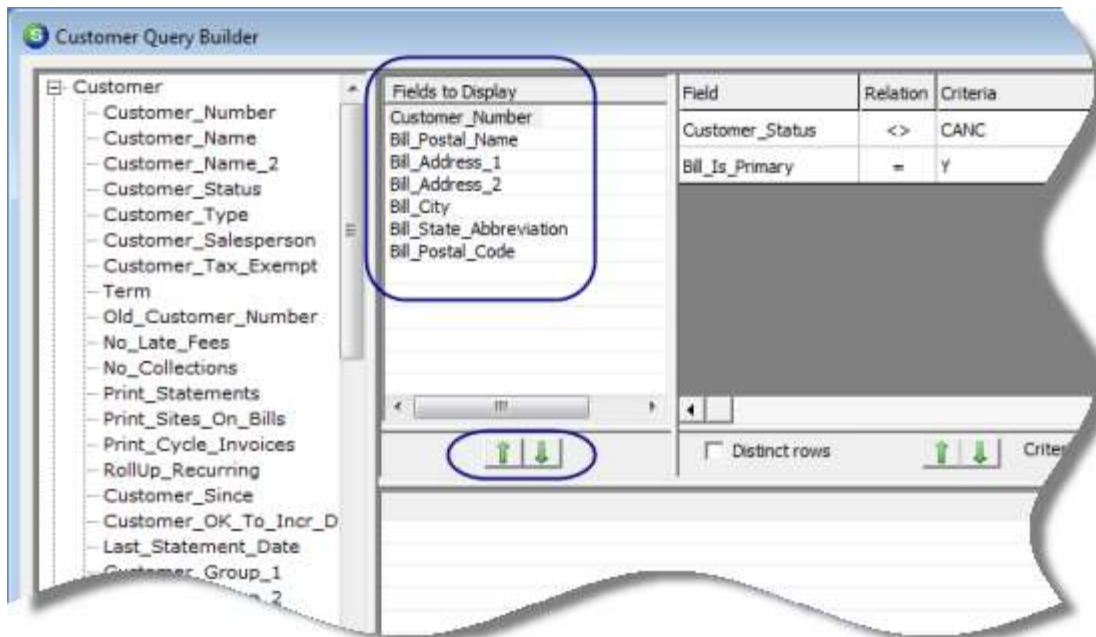 Customer Query Builder
Customer
Customer_Number
Customer_Name
Customer_Name_2
Customer_Status
Customer_Type
Customer_Salesperson
Customer_Tax_Exempt
Term
Old_Customer_Number
No_Late_Fees
No_Collections
Print_Statements
Print_Sites_On_Bills
Print_Cycle_Invoices
RollUp_Recurring
Customer_Since
Customer_OK_To_Incr_D
Last_Statement_Date
Customer_Group_1
Fields to Display
Customer_Number
Bill_Postal_Name
Bill_Address_1
Bill_Address_2
Bill_City
Bill_State_Abbreviation
Bill_Postal_Code
Field Relation Criteria
Customer_Status <> CANC
Bill_Is_Primary = Y
Distinct rows